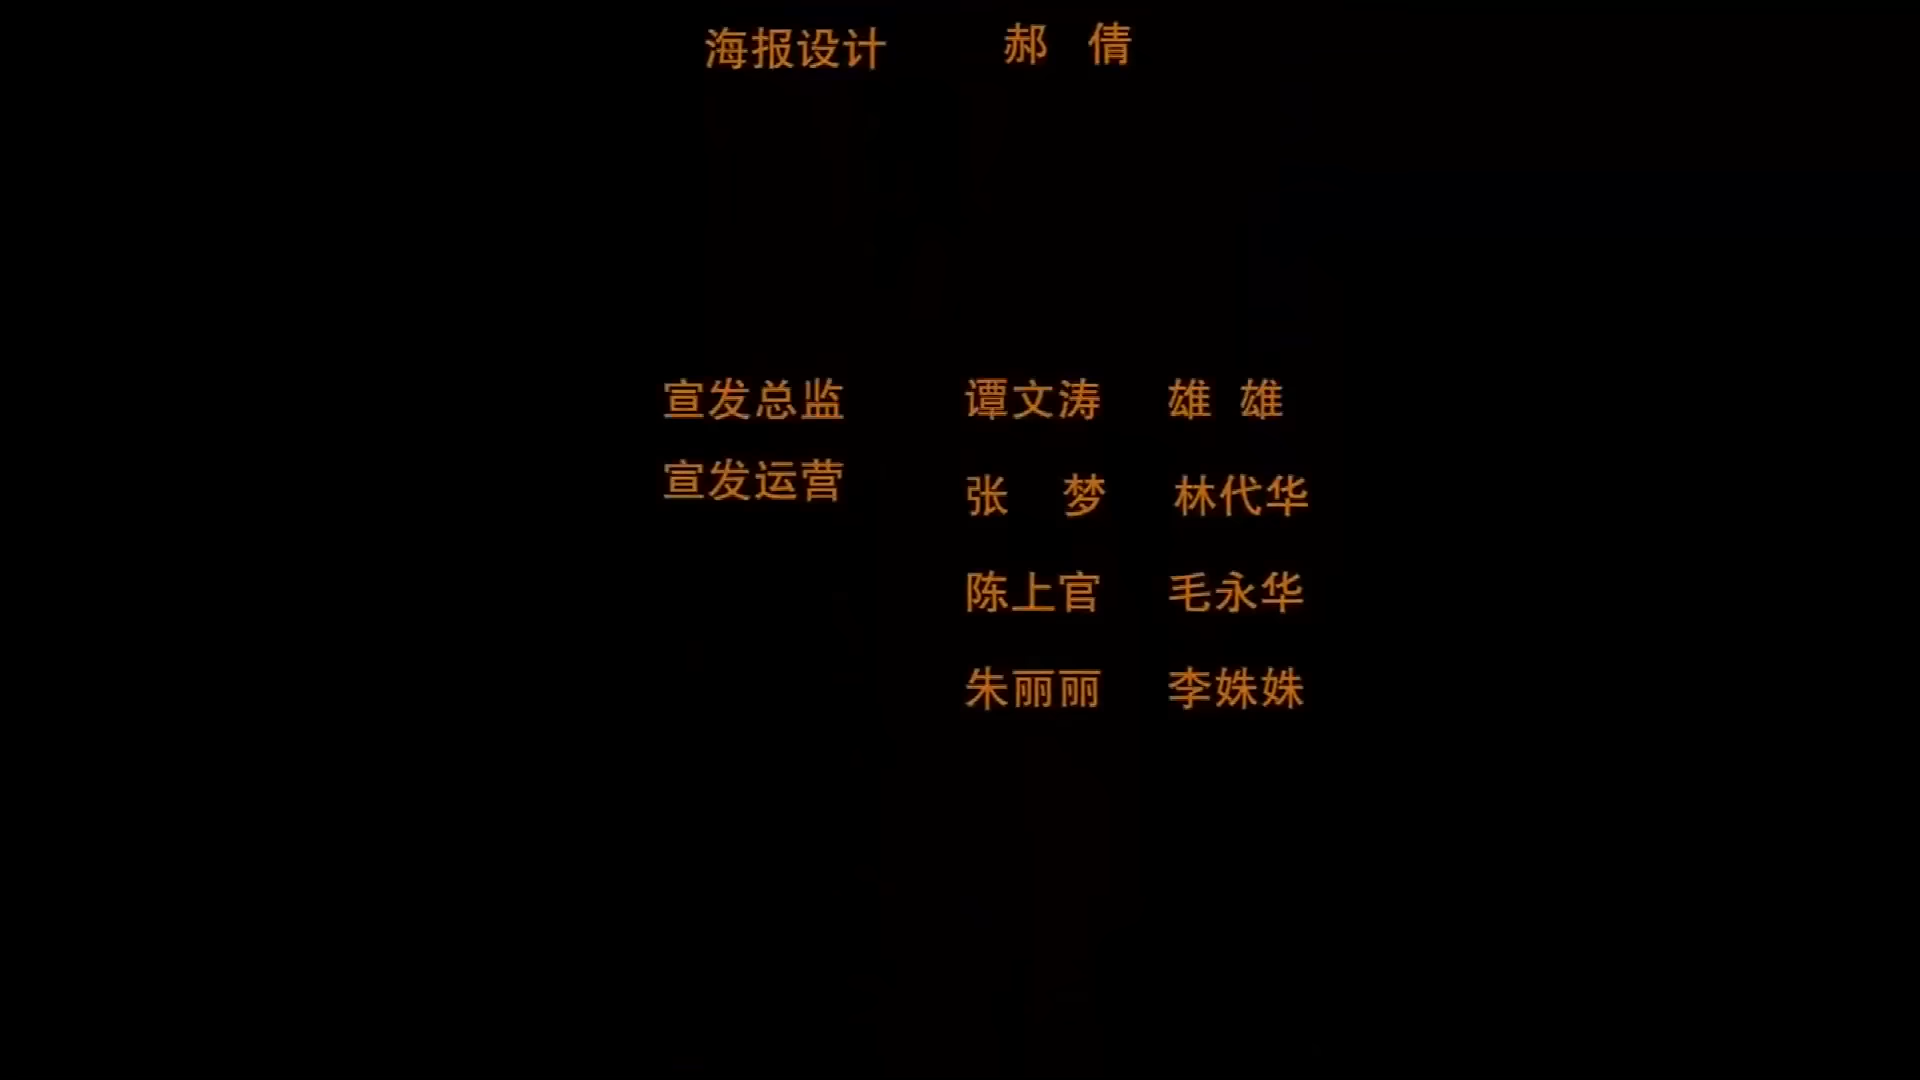 海报设计 郝 倩
宣发总监 谭文涛 雄 雄
宣发运营 张 梦 林代华
陈上官 毛永华
朱丽丽 李姝姝